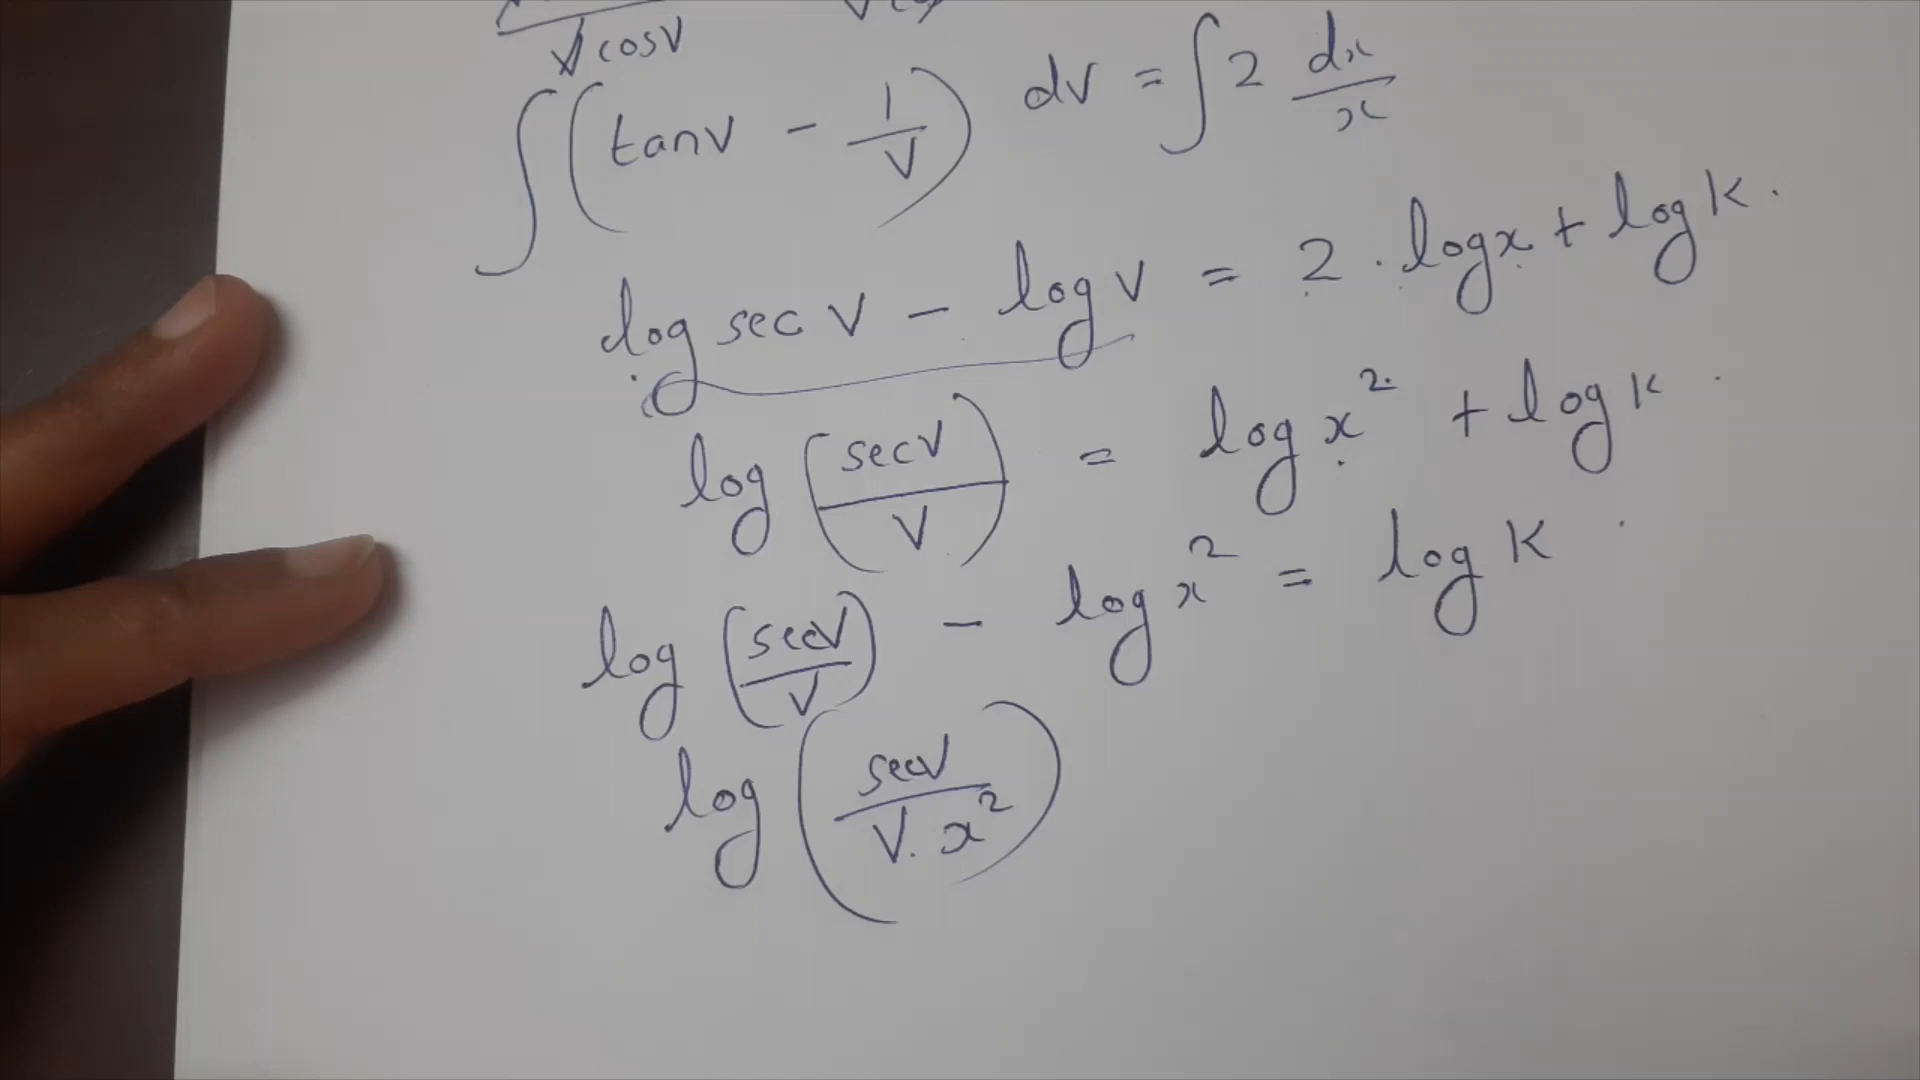 √ cosv
∫ (tanv - 1/v) dv = ∫ 2 dx/x
log sec v - log v = 2 . log x + log k .
log (secv/v) = log x² + log k .
log (secv/v) - log x² = log k .
log (secv/v. x²)